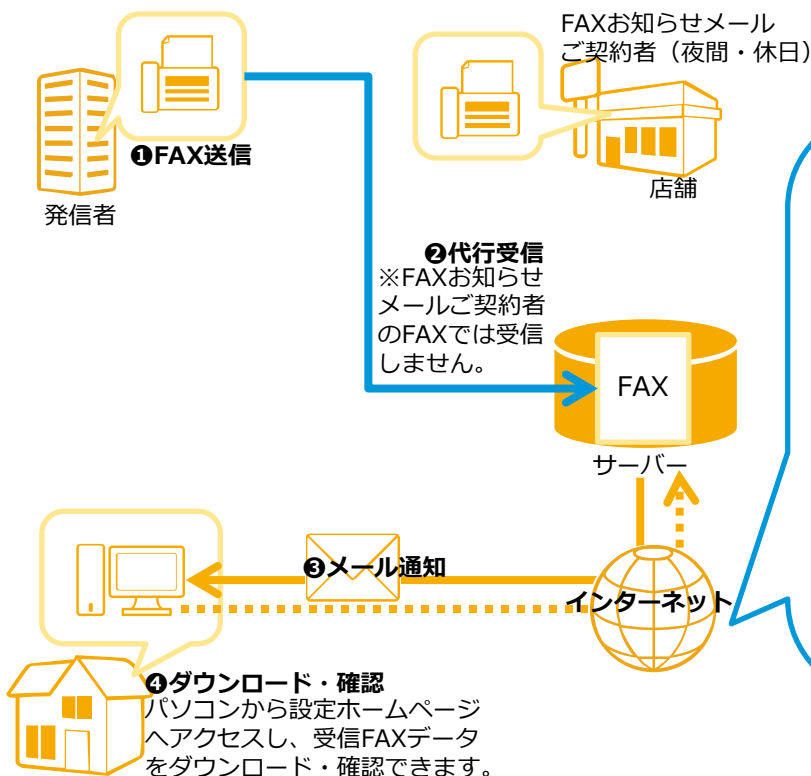 FAXお知らせメール
ご契約者（夜間・休日）
❶FAX送信
発信者
店舗
❷代行受信
※FAXお知らせ
メールご契約者
のFAXでは受信
しません。
FAX
サーバー
❸メール通知
インターネット
❹ダウンロード・確認
パソコンから設定ホームページ
へアクセスし、受信FAXデータ
をダウンロード・確認できます。